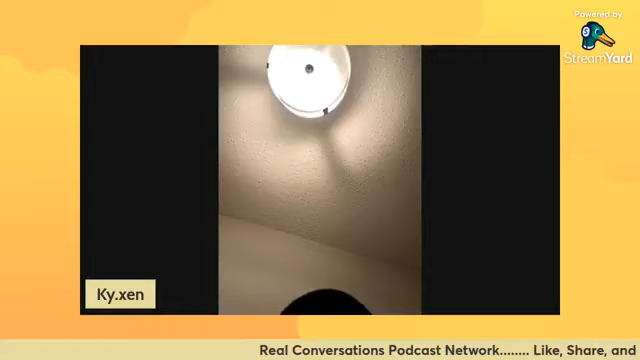 Powered by
StreamYard
Ky.xen
Real Conversations Podcast Network........ Like, Share, and